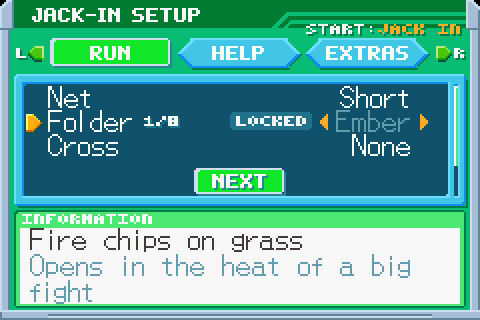 JACK-IN SETUP
START:JACK IN
L RUN HELP EXTRAS R
Net Short
Folder 1/8 LOCKED Ember
Cross None
NEXT
INFORMATION
Fire chips on grass
Opens in the heat of a big
fight